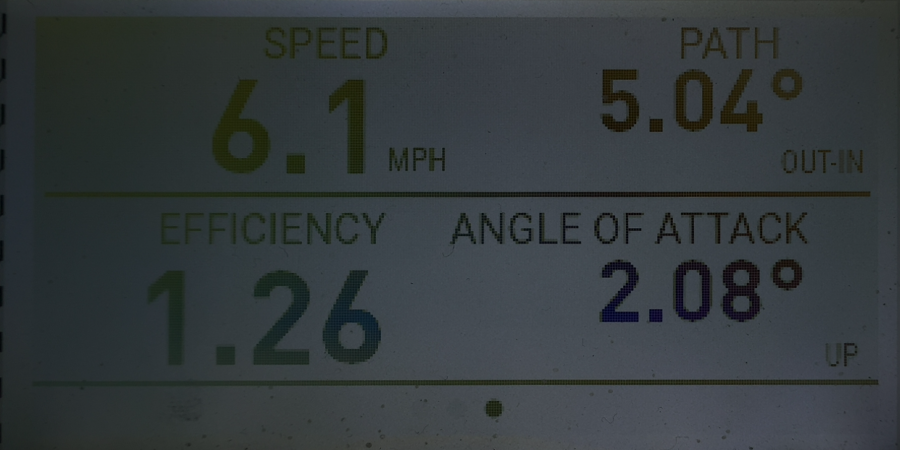 SPEED
6.1 MPH
PATH
5.04°
OUT-IN
EFFICIENCY
1.26
ANGLE OF ATTACK
2.08°
UP